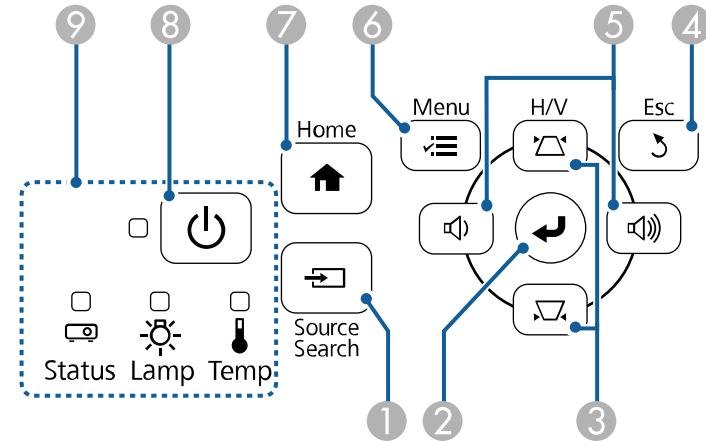 9
8
7
6
5
4
Menu
H/V
Esc
Home
Source
Search
Status
Lamp
Temp
1
2
3